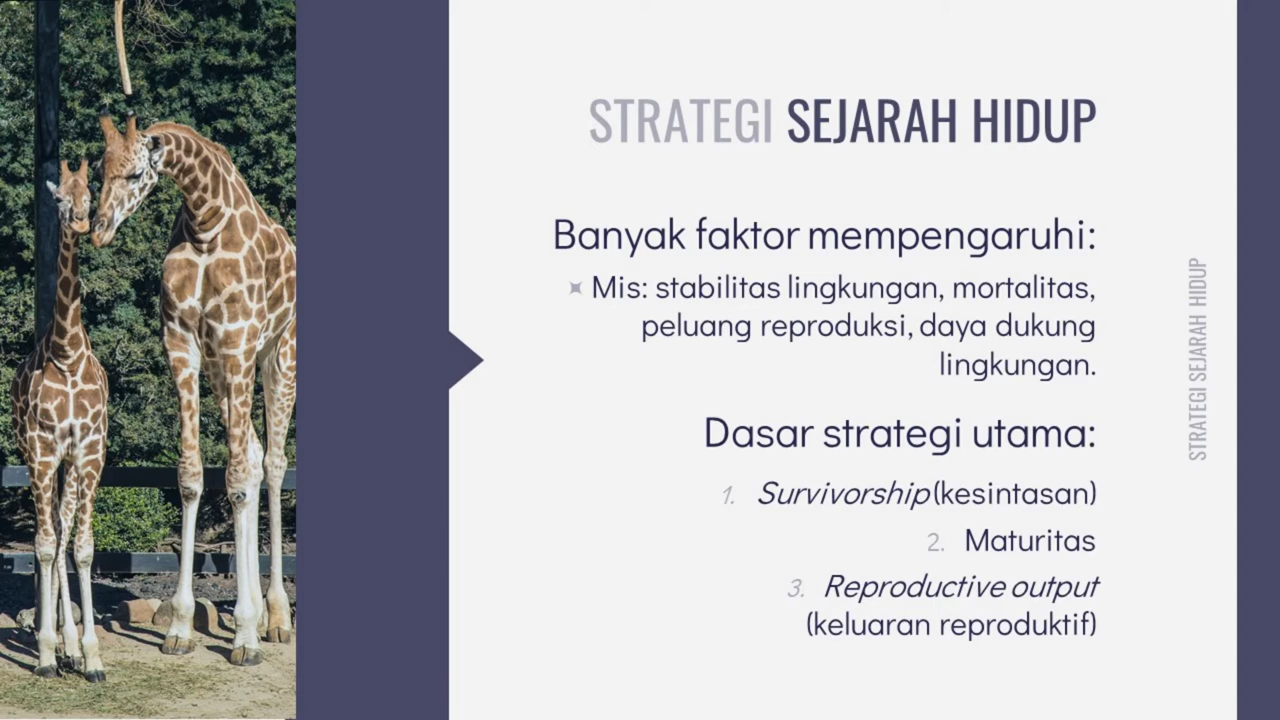 STRATEGI SEJARAH HIDUP
Banyak faktor mempengaruhi:
Mis: stabilitas lingkungan, mortalitas,
peluang reproduksi, daya dukung
lingkungan.
Dasar strategi utama:
1. Survivorship (kesintasan)
2. Maturitas
3. Reproductive output
(keluaran reproduktif)
STRATEGI SEJARAH HIDUP